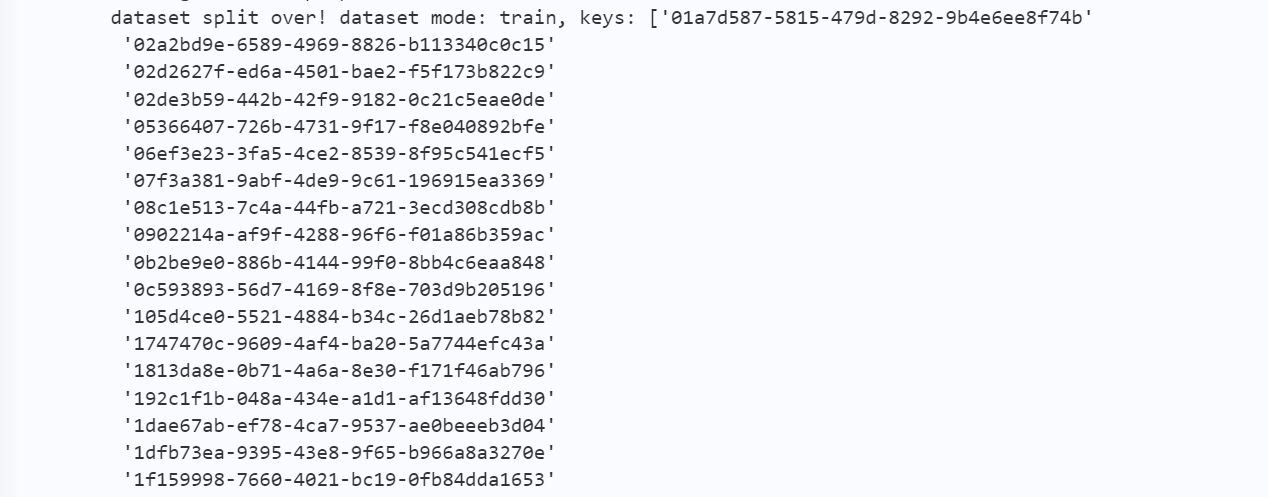 dataset split over! dataset mode: train, keys: ['01a7d587-5815-479d-8292-9b4e6ee8f74b'
'02a2bd9e-6589-4969-8826-b113340c0c15'
'02d2627f-ed6a-4501-bae2-f5f173b822c9'
'02de3b59-442b-42f9-9182-0c21c5eae0de'
'05366407-726b-4731-9f17-f8e040892bfe'
'06ef3e23-3fa5-4ce2-8539-8f95c541ecf5'
'07f3a381-9abf-4de9-9c61-196915ea3369'
'08c1e513-7c4a-44fb-a721-3ecd308cdb8b'
'0902214a-af9f-4288-96f6-f01a86b359ac'
'0b2be9e0-886b-4144-99f0-8bb4c6eaa848'
'0c593893-56d7-4169-8f8e-703d9b205196'
'105d4ce0-5521-4884-b34c-26d1aeb78b82'
'1747470c-9609-4af4-ba20-5a7744efc43a'
'1813da8e-0b71-4a6a-8e30-f171f46ab796'
'192c1f1b-048a-434e-a1d1-af13648fdd30'
'1dae67ab-ef78-4ca7-9537-ae0beeeb3d04'
'1dfb73ea-9395-43e8-9f65-b966a8a3270e'
'1f159998-7660-4021-bc19-0fb84dda1653'